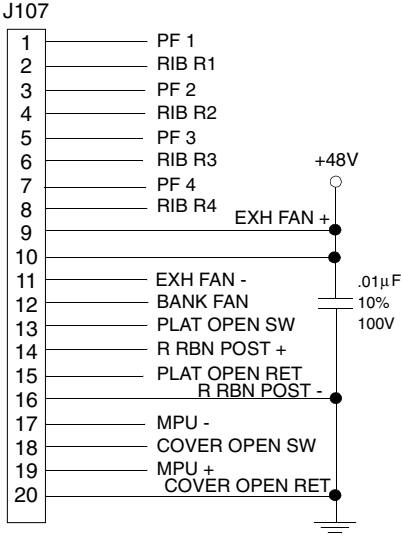 J107
1 PF 1
2 RIB R1
3 PF 2
4 RIB R2
5 PF 3
6 RIB R3
+48V
7 PF 4
8 RIB R4
EXH FAN +
9
10
11 EXH FAN -
.01µF
12 BANK FAN
10%
13 PLAT OPEN SW
100V
14 R RBN POST +
15 PLAT OPEN RET
R RBN POST -
16
17 MPU -
18 COVER OPEN SW
19 MPU +
COVER OPEN RET
20